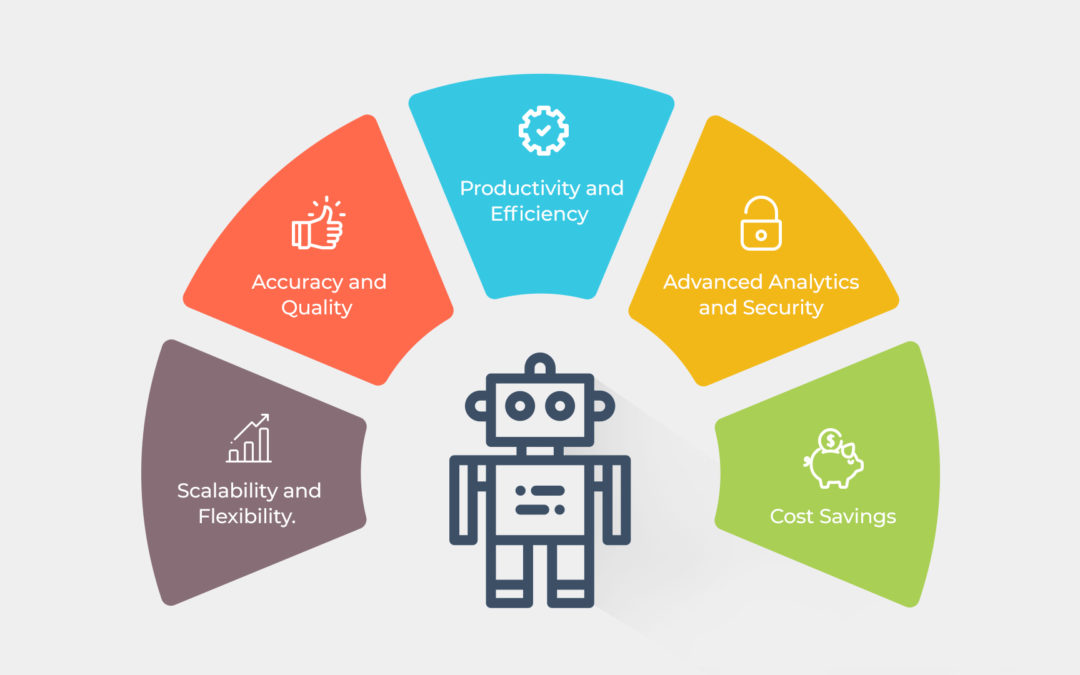 Productivity and
Efficiency
Accuracy and
Quality
Advanced Analytics
and Security
Scalability and
Flexibility.
$
Cost Savings